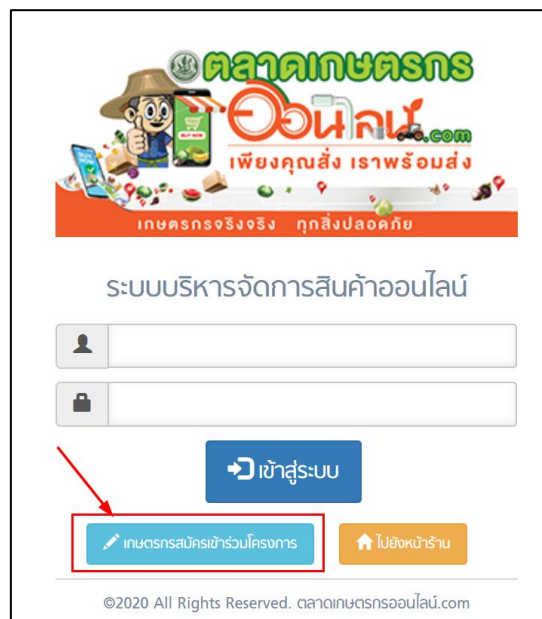 ตลาดเกษตรกร
ออนไลน์.com
เพียงคุณสั่ง เราพร้อมส่ง
BUY NOW
เกษตรกรจริงจริง ทุกสิ่งปลอดภัย
ระบบบริหารจัดการสินค้าออนไลน์
เข้าสู่ระบบ
เกษตรกรสมัครเข้าร่วมโครงการ ไปยังหน้าร้าน
©2020 All Rights Reserved. ตลาดเกษตรกรออนไลน์.com